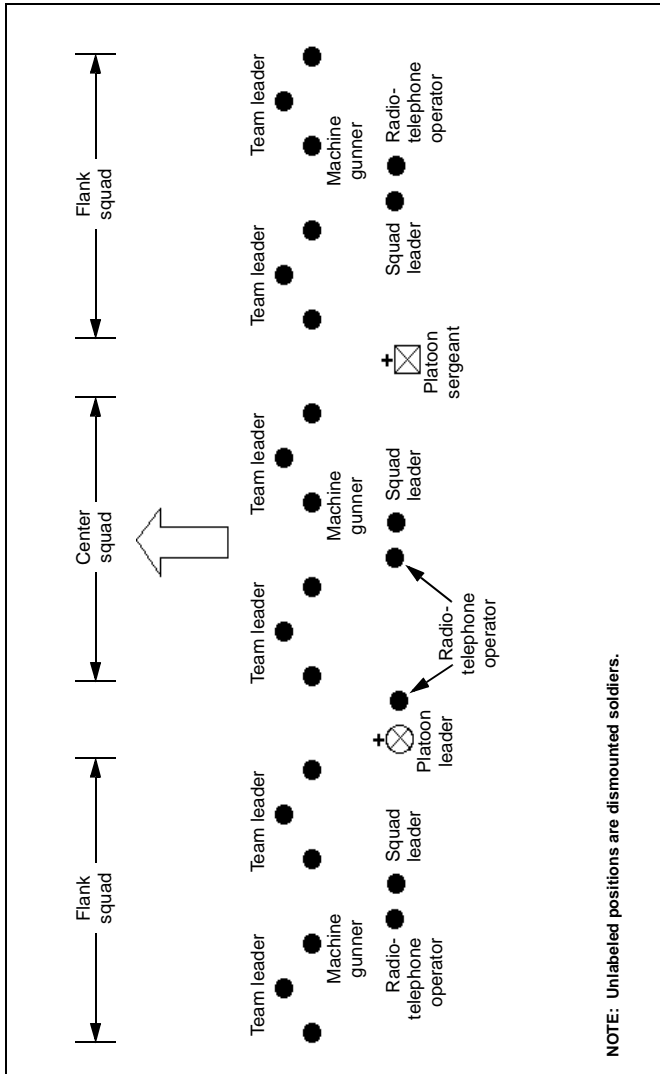 Flank
squad
Center
squad
Flank
squad
Team leader
Team leader
Team leader
Team leader
Team leader
Team leader
Machine
gunner
Machine
gunner
Machine
gunner
Radio-
telephone
operator
Squad
leader
Platoon
leader
Radio-
telephone
operator
Squad
leader
Platoon
sergeant
Squad
leader
Radio-
telephone
operator
NOTE: Unlabeled positions are dismounted soldiers.